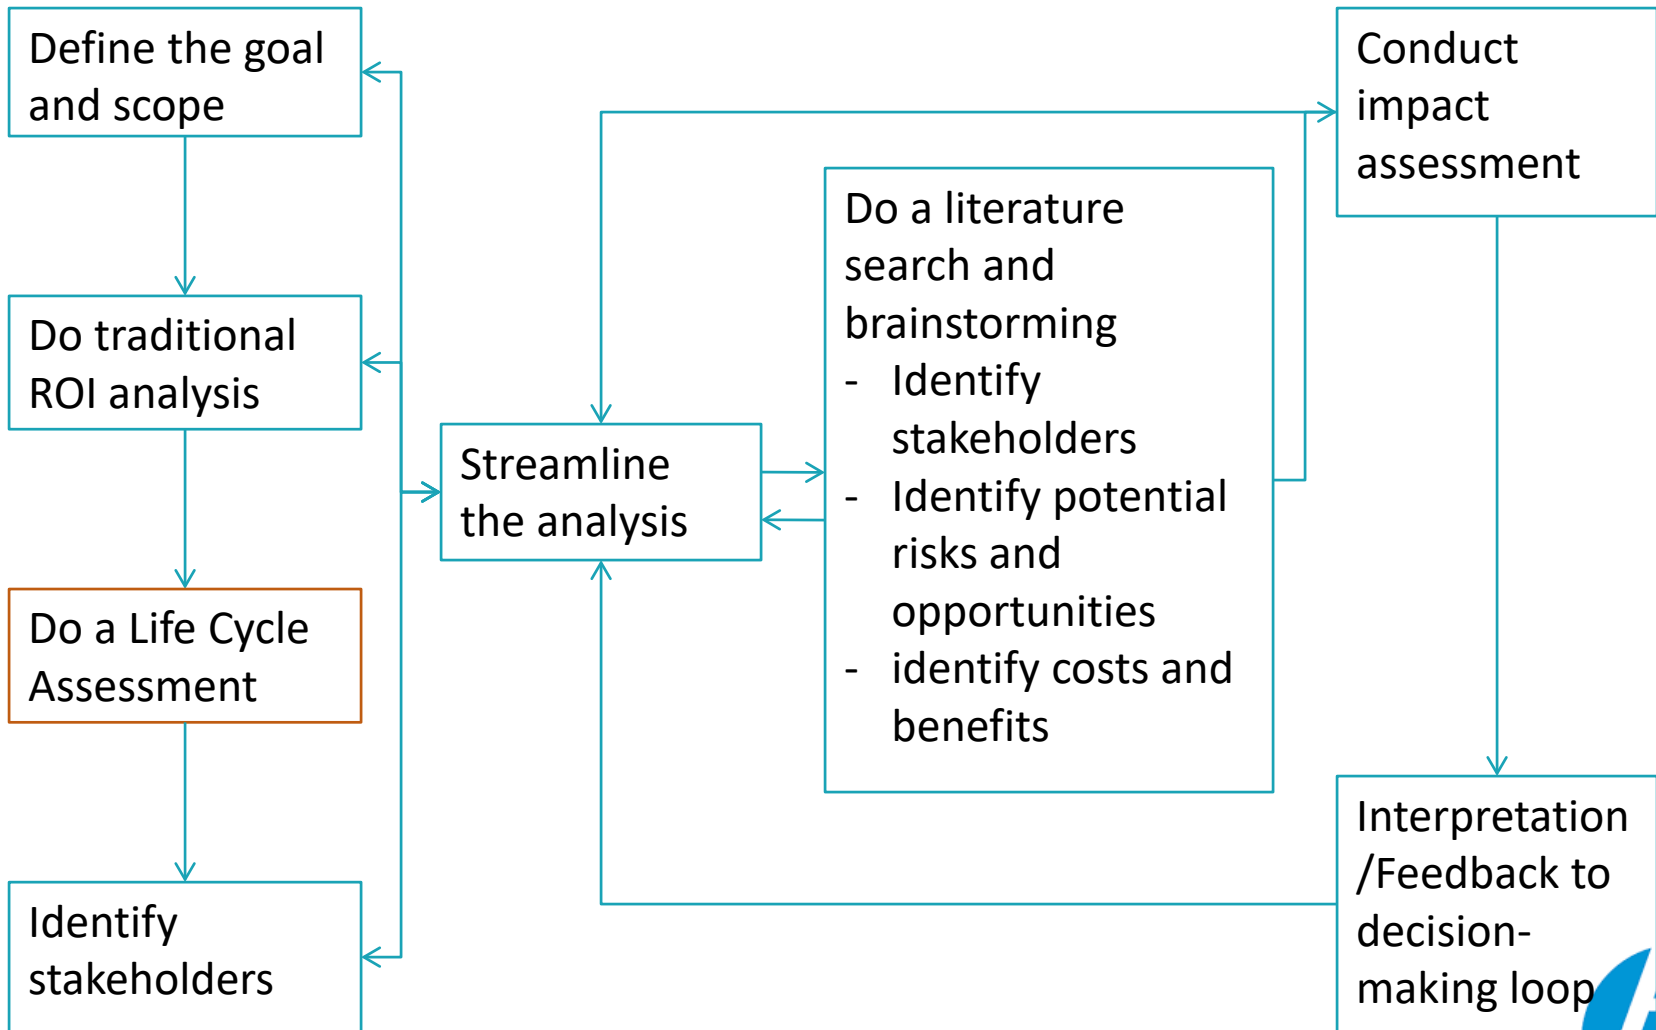 Define the goal
and scope
Do traditional
ROI analysis
Do a Life Cycle
Assessment
Identify
stakeholders
Streamline
the analysis
Do a literature
search and
brainstorming
- Identify
stakeholders
- Identify potential
risks and
opportunities
- identify costs and
benefits
Conduct
impact
assessment
Interpretation
/Feedback to
decision-
making loop